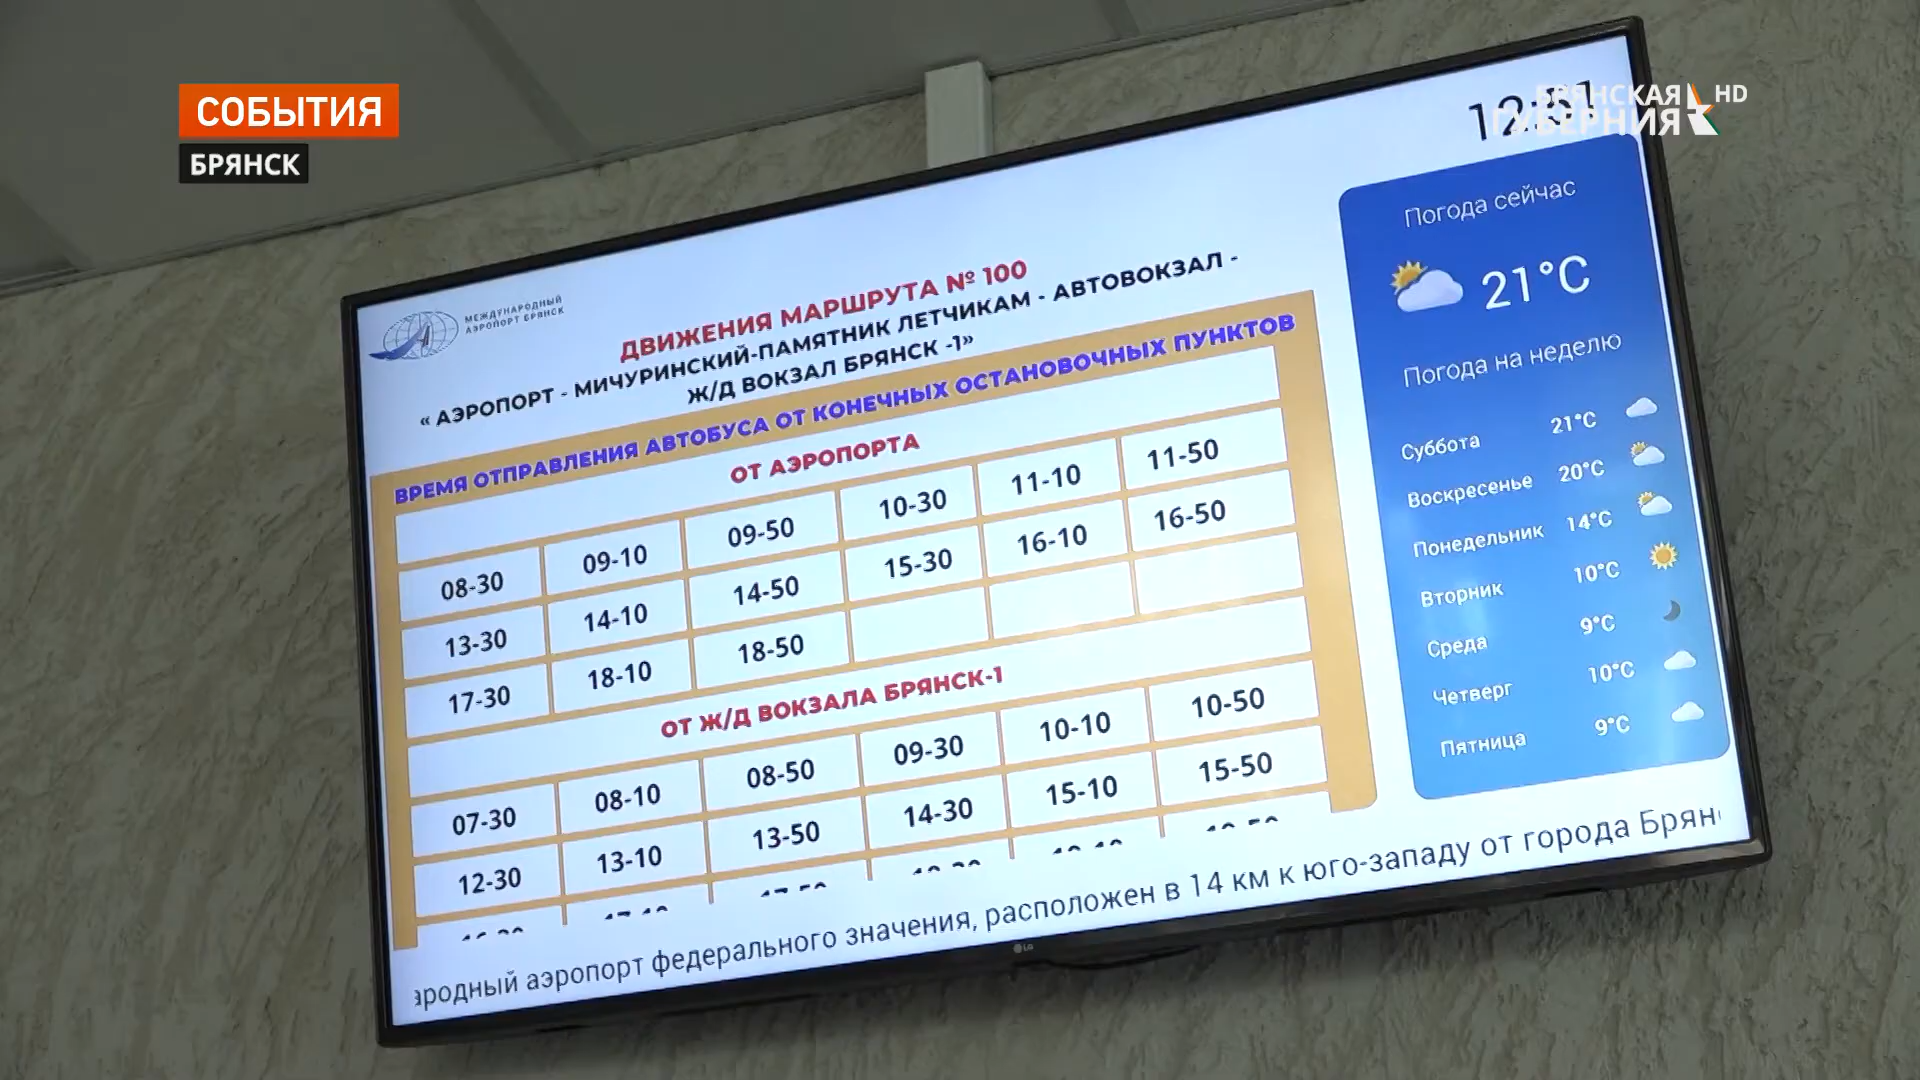 СОБЫТИЯ
БРЯНСК
БРЯНСКАЯ HD
ГУБЕРНИЯ
МЕЖДУНАРОДНЫЙ
АЭРОПОРТ БРЯНСК
ДВИЖЕНИЯ МАРШРУТА № 100
« АЭРОПОРТ - МИЧУРИНСКИЙ-ПАМЯТНИК ЛЕТЧИКАМ - АВТОВОКЗАЛ -
Ж/Д ВОКЗАЛ БРЯНСК -1»
ВРЕМЯ ОТПРАВЛЕНИЯ АВТОБУСА ОТ КОНЕЧНЫХ ОСТАНОВОЧНЫХ ПУНКТОВ
ОТ АЭРОПОРТА
08-30 09-10 09-50 10-30 11-10 11-50
13-30 14-10 14-50 15-30 16-10 16-50
17-30 18-10 18-50
ОТ Ж/Д ВОКЗАЛА БРЯНСК-1
07-30 08-10 08-50 09-30 10-10 10-50
12-30 13-10 13-50 14-30 15-10 15-50
Погода сейчас
21°C
Погода на неделю
Суббота 21°C
Воскресенье 20°C
Понедельник 14°C
Вторник 10°C
Среда 9°C
Четверг 10°C
Пятница 9°C
ародный аэропорт федерального значения, расположен в 14 км к юго-западу от города Брян
LG